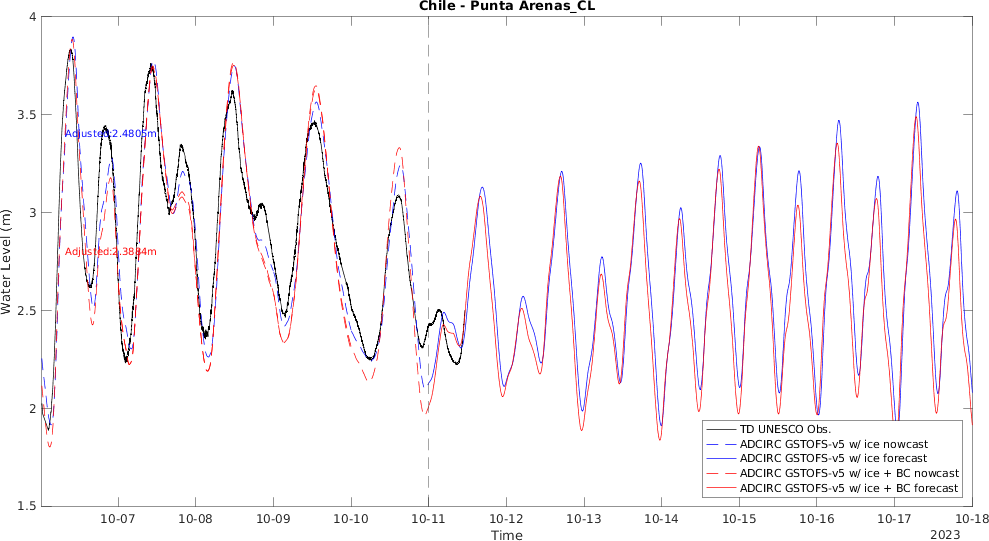 Chile - Punta Arenas_CL
4
3.5
3
2.5
2
1.5
Water Level (m)
Adjusted:2.4805m
Adjusted:2.3884m
TD UNESCO Obs.
ADCIRC GSTOFS-v5 w/ ice nowcast
ADCIRC GSTOFS-v5 w/ ice forecast
ADCIRC GSTOFS-v5 w/ ice + BC nowcast
ADCIRC GSTOFS-v5 w/ ice + BC forecast
10-07 10-08 10-09 10-10 10-11 10-12 10-13 10-14 10-15 10-16 10-17 10-18
Time
2023